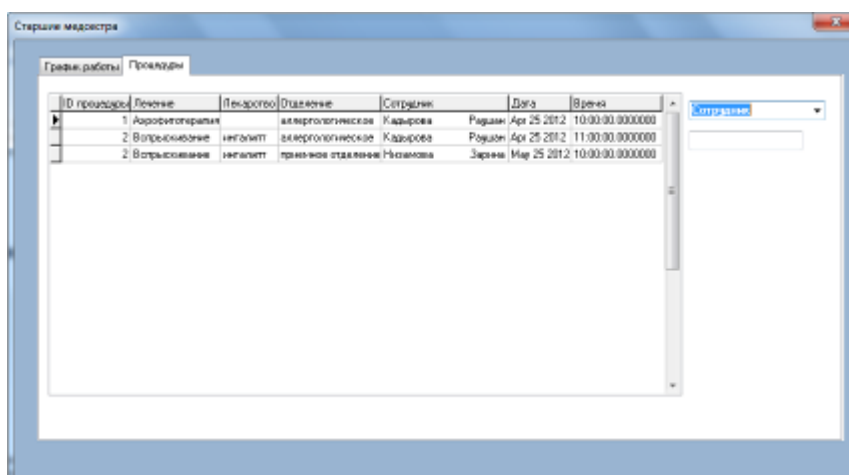 Старшие медсестра
График работы Процедуры
ID процедуры Лечение Лекарство Отделение Сотрудник Дата Время
1 Аэрофитотерапия аллергологическое Кадырова Раушан Apr 25 2012 10:00:00.0000000
2 Вспрыскивание ингалипт аллергологическое Кадырова Раушан Apr 25 2012 11:00:00.0000000
2 Вспрыскивание ингалипт приемное отделение Низамова Зарина May 25 2012 10:00:00.0000000
Сотрудник